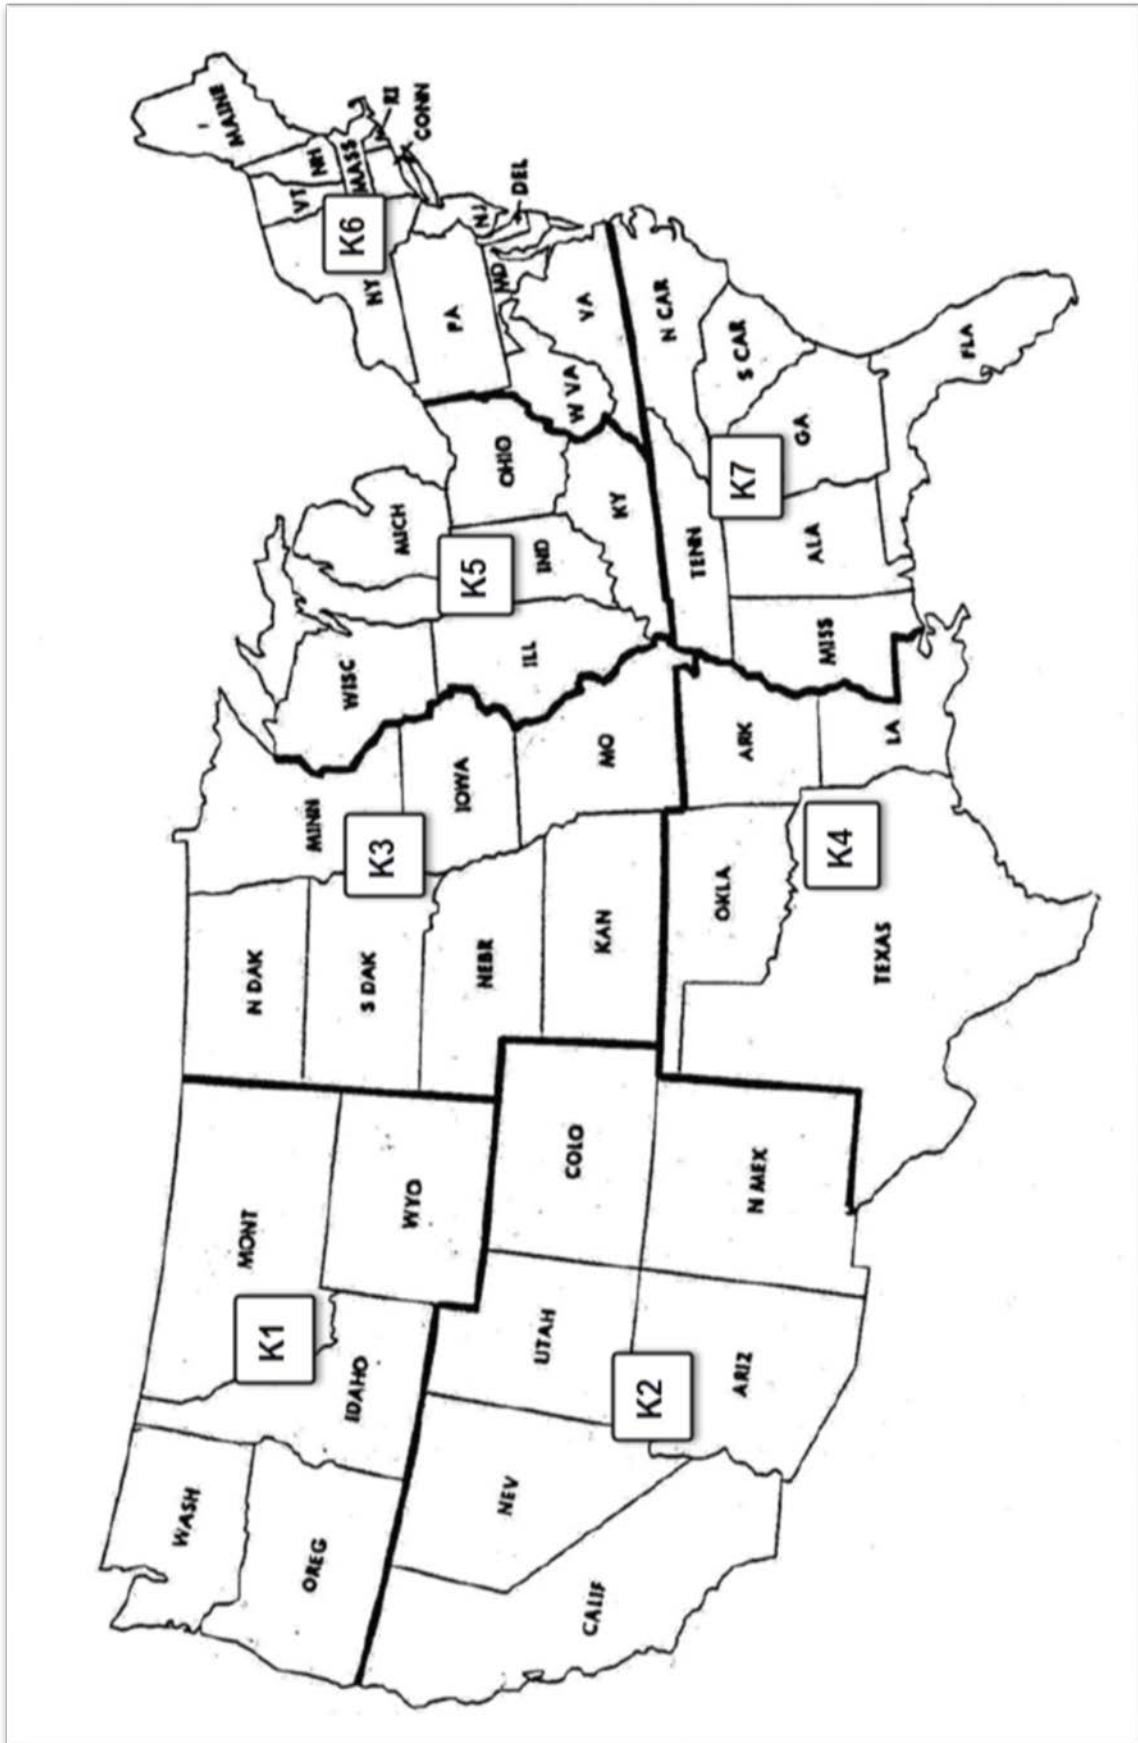 MAINE
VT
NH
MASS
RI
CONN
K6
NY
NJ
DEL
PA
MD
VA
W VA
WASH
MONT
K1
IDAHO
OREG
WYO
N DAK
MINN
S DAK
K3
WISC
MICH
IOWA
NEBR
K5
ILL
IND
OHIO
KY
MO
KAN
N CAR
S CAR
TENN
K7
GA
ALA
MISS
FLA
NEV
UTAH
COLO
CALIF
K2
ARIZ
N MEX
OKLA
ARK
K4
TEXAS
LA